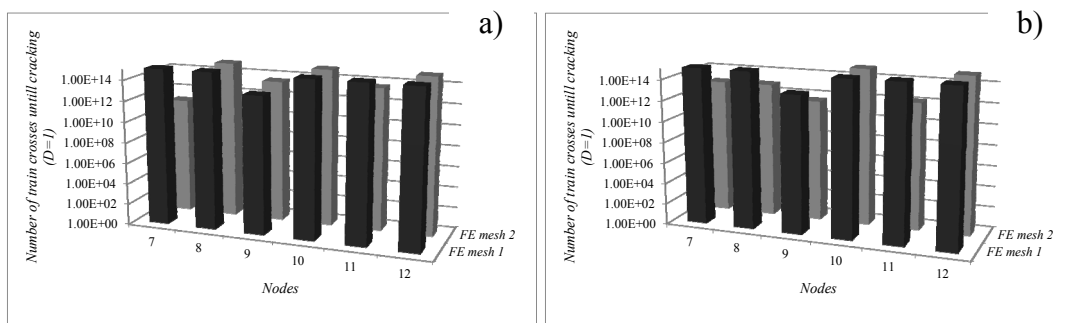 a)
Number of train crosses untill cracking
(D=1)
1.00E+14
1.00E+12
1.00E+10
1.00E+08
1.00E+06
1.00E+04
1.00E+02
1.00E+00
7
8
9
10
11
12
FE mesh 2
FE mesh 1
Nodes
b)
Number of train crosses untill cracking
(D=1)
1.00E+14
1.00E+12
1.00E+10
1.00E+08
1.00E+06
1.00E+04
1.00E+02
1.00E+00
7
8
9
10
11
12
FE mesh 2
FE mesh 1
Nodes